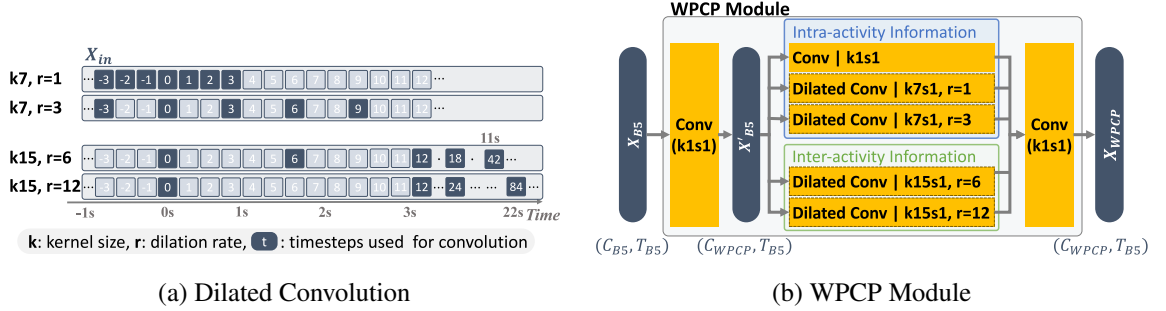 X_in
k7, r=1
··· -3 -2 -1 0 1 2 3 4 5 6 7 8 9 10 11 12 ···
k7, r=3
··· -3 -2 -1 0 1 2 3 4 5 6 7 8 9 10 11 12 ···
11s
k15, r=6
··· -3 -2 -1 0 1 2 3 4 5 6 7 8 9 10 11 12 · 18 · 42 ···
k15, r=12
··· -3 -2 -1 0 1 2 3 4 5 6 7 8 9 10 11 12 ··· 24 ··· ··· 84 ···
-1s 0s 1s 2s 3s 22s Time
k: kernel size, r: dilation rate, t : timesteps used for convolution
(a) Dilated Convolution
WPCP Module
Intra-activity Information
Conv | k1s1
Dilated Conv | k7s1, r=1
Dilated Conv | k7s1, r=3
Inter-activity Information
Dilated Conv | k15s1, r=6
Dilated Conv | k15s1, r=12
X_B5
Conv
(k1s1)
X'_B5
Conv
(k1s1)
X_WPCP
(C_B5, T_B5) (C_WPCP, T_B5) (C_WPCP, T_B5)
(b) WPCP Module